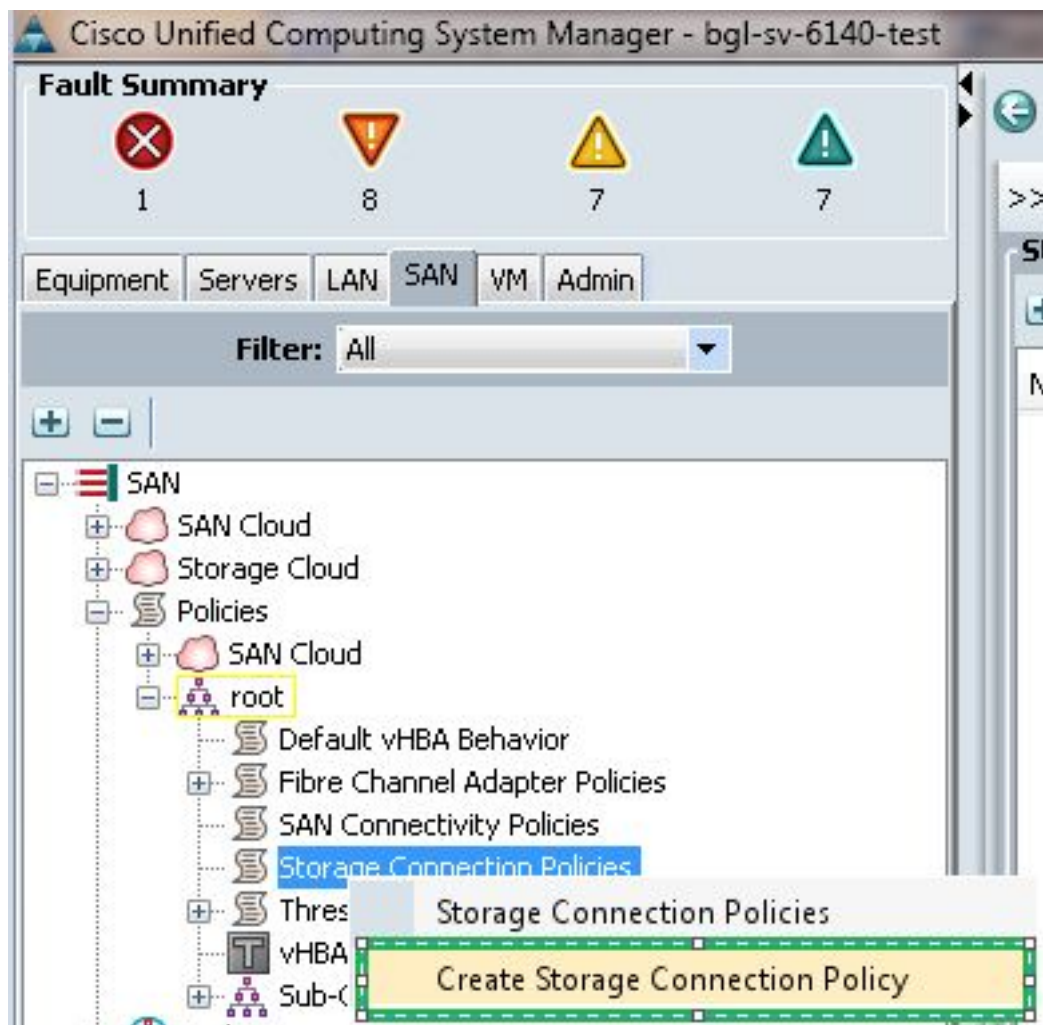 Cisco Unified Computing System Manager - bgl-sv-6140-test
Fault Summary
1 8 7 7
>>
Equipment Servers LAN SAN VM Admin
Filter: All
SAN
SAN Cloud
Storage Cloud
Policies
SAN Cloud
root
Default vHBA Behavior
Fibre Channel Adapter Policies
SAN Connectivity Policies
Storage Connection Policies
Thres
Storage Connection Policies
vHBA
Create Storage Connection Policy
Sub-